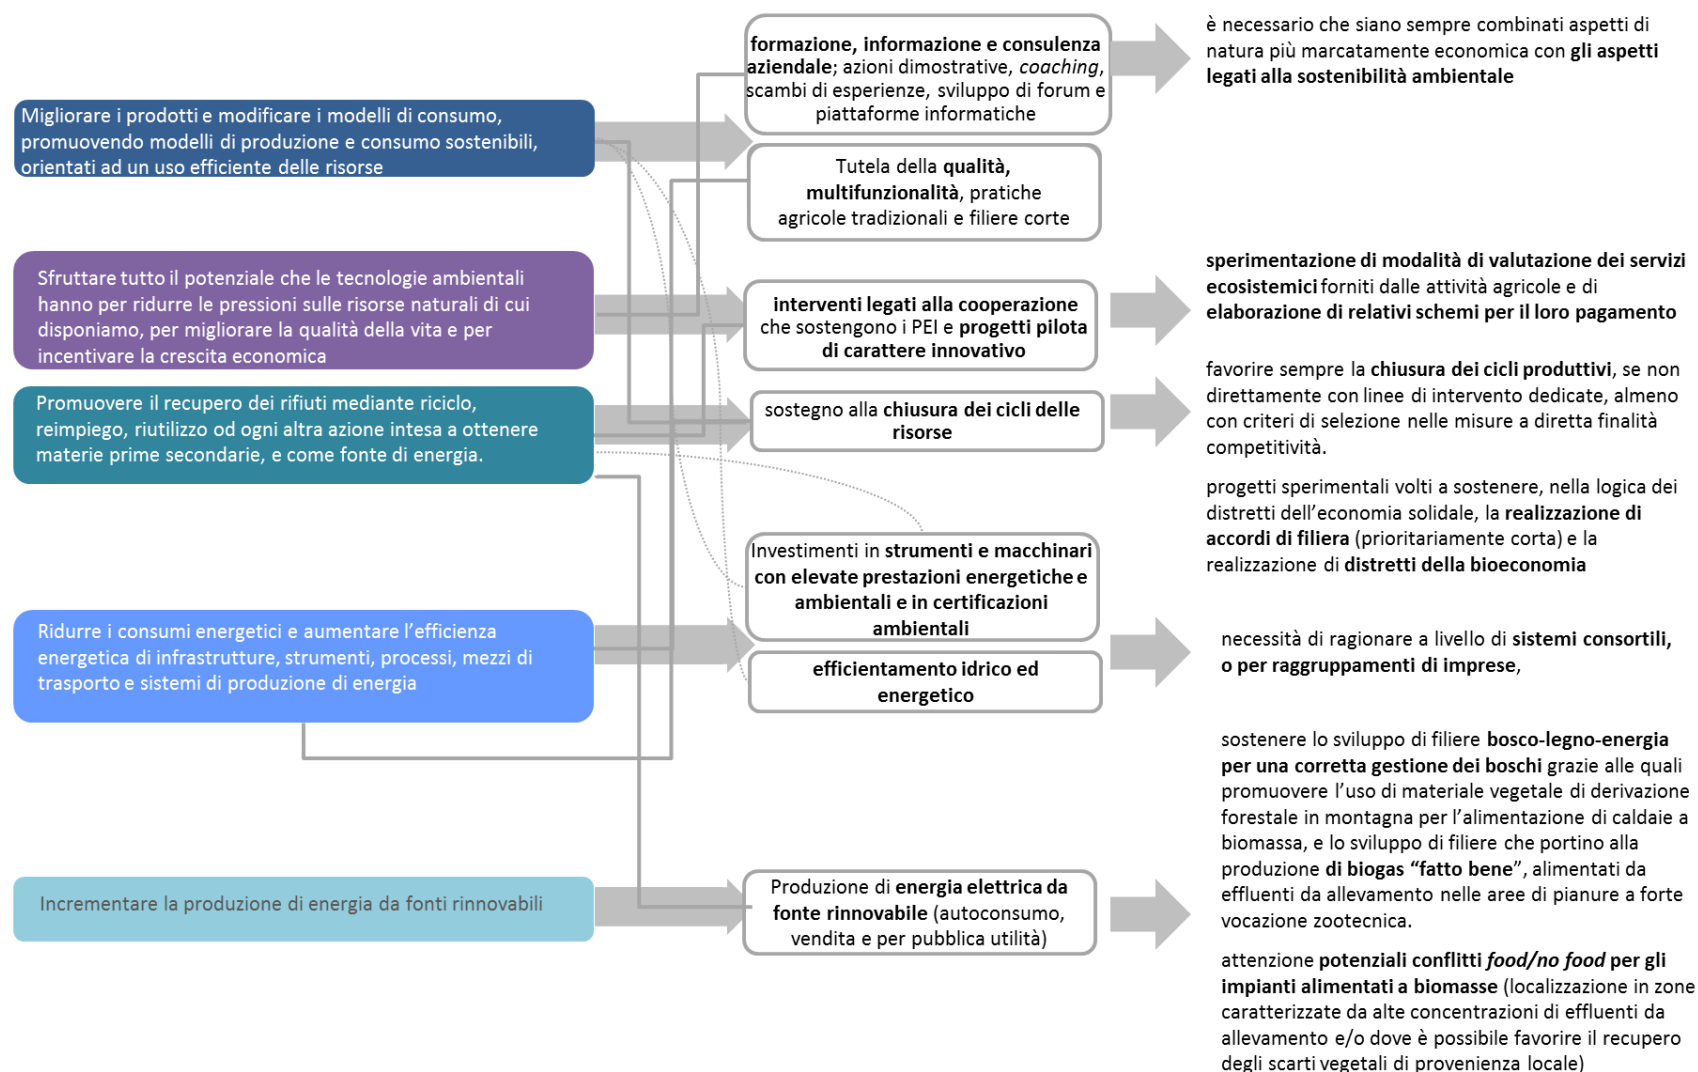 Migliorare i prodotti e modificare i modelli di consumo,
promuovendo modelli di produzione e consumo sostenibili,
orientati ad un uso efficiente delle risorse
Sfruttare tutto il potenziale che le tecnologie ambientali
hanno per ridurre le pressioni sulle risorse naturali di cui
disponiamo, per migliorare la qualità della vita e per
incentivare la crescita economica
Promuovere il recupero dei rifiuti mediante riciclo,
reimpiego, riutilizzo od ogni altra azione intesa a ottenere
materie prime secondarie, e come fonte di energia.
Ridurre i consumi energetici e aumentare l'efficienza
energetica di infrastrutture, strumenti, processi, mezzi di
trasporto e sistemi di produzione di energia
Incrementare la produzione di energia da fonti rinnovabili
formazione, informazione e consulenza
aziendale; azioni dimostrative, coaching,
scambi di esperienze, sviluppo di forum e
piattaforme informatiche
Tutela della qualità,
multifunzionalità, pratiche
agricole tradizionali e filiere corte
interventi legati alla cooperazione
che sostengono i PEI e progetti pilota
di carattere innovativo
sostegno alla chiusura dei cicli delle
risorse
Investimenti in strumenti e macchinari
con elevate prestazioni energetiche e
ambientali e in certificazioni
ambientali
efficientamento idrico ed
energetico
Produzione di energia elettrica da
fonte rinnovabile (autoconsumo,
vendita e per pubblica utilità)
è necessario che siano sempre combinati aspetti di
natura più marcatamente economica con gli aspetti
legati alla sostenibilità ambientale
sperimentazione di modalità di valutazione dei servizi
ecosistemici forniti dalle attività agricole e di
elaborazione di relativi schemi per il loro pagamento
favorire sempre la chiusura dei cicli produttivi, se non
direttamente con linee di intervento dedicate, almeno
con criteri di selezione nelle misure a diretta finalità
competitività.
progetti sperimentali volti a sostenere, nella logica dei
distretti dell'economia solidale, la realizzazione di
accordi di filiera (prioritariamente corta) e la
realizzazione di distretti della bioeconomia
necessità di ragionare a livello di sistemi consortili,
o per raggruppamenti di imprese,
sostenere lo sviluppo di filiere bosco-legno-energia
per una corretta gestione dei boschi grazie alle quali
promuovere l'uso di materiale vegetale di derivazione
forestale in montagna per l'alimentazione di caldaie a
biomassa, e lo sviluppo di filiere che portino alla
produzione di biogas "fatto bene", alimentati da
effluenti da allevamento nelle aree di pianure a forte
vocazione zootecnica.
attenzione potenziali conflitti food/no food per gli
impianti alimentati a biomasse (localizzazione in zone
caratterizzate da alte concentrazioni di effluenti da
allevamento e/o dove è possibile favorire il recupero
degli scarti vegetali di provenienza locale)